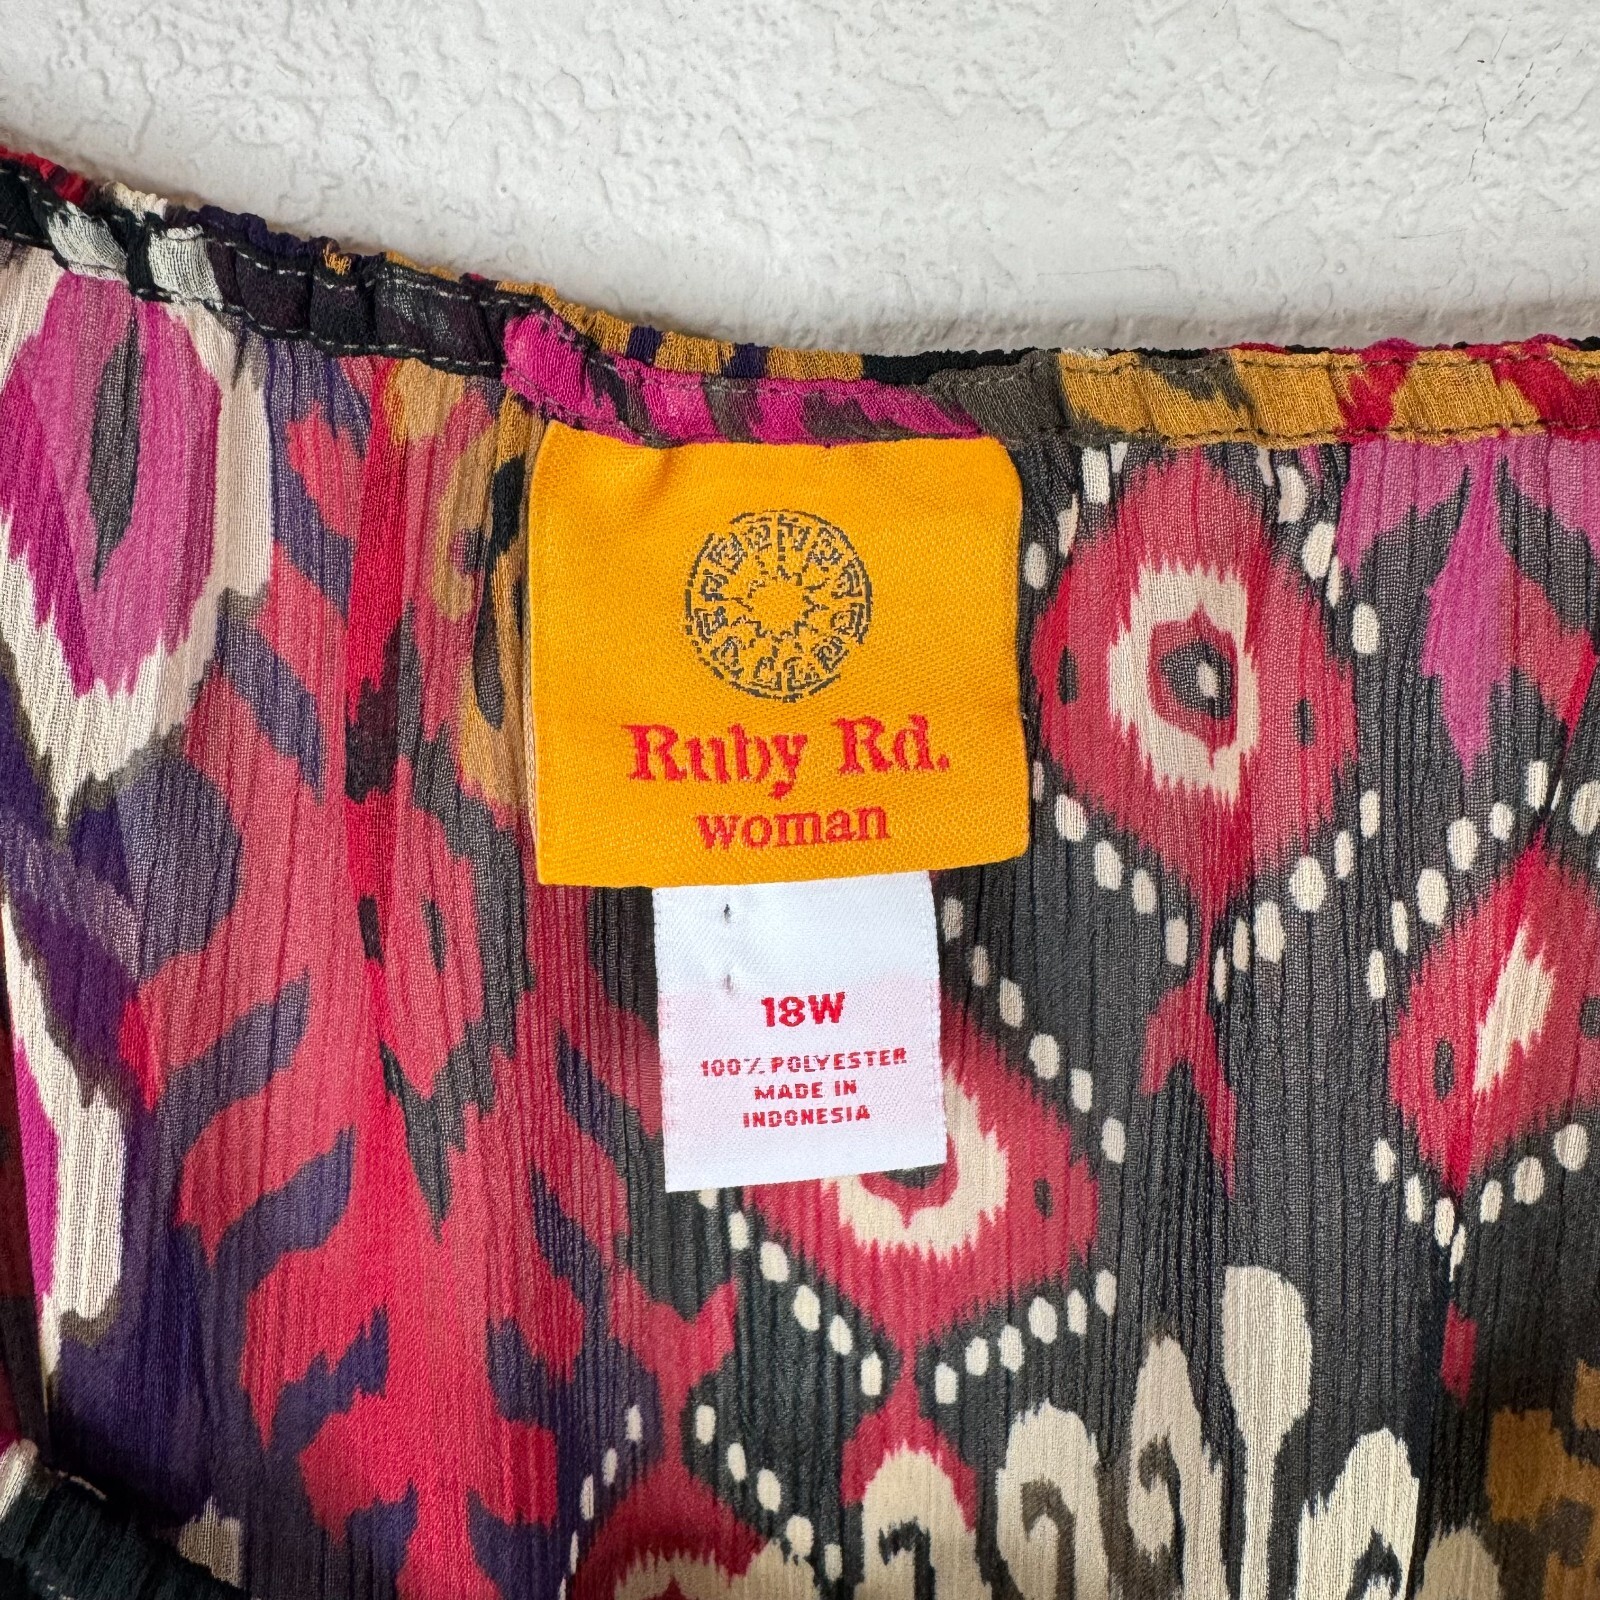 Ruby Rd.
woman
18W
100% POLYESTER
MADE IN
INDONESIA